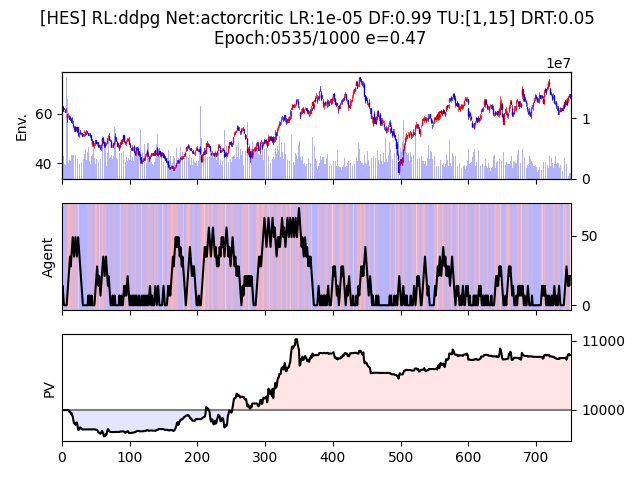 [HES] RL:ddpg Net:actorcritic LR:1e-05 DF:0.99 TU:[1,15] DRT:0.05
Epoch:0535/1000 e=0.47
1e7
Env.
60
40
1
0
Agent
50
0
PV
11000
10000
0 100 200 300 400 500 600 700